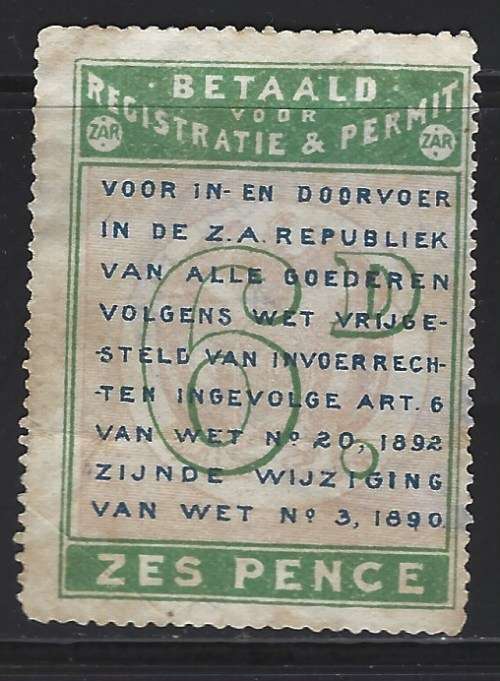 BETAALD
VOOR
REGISTRATIE & PERMIT
ZAR ZAR
6D.
VOOR IN- EN DOORVOER
IN DE Z.A. REPUBLIEK
VAN ALLE GOEDEREN
VOLGENS WET VRIJGE-
-STELD VAN INVOERRECH-
-TEN INGEVOLGE ART. 6
VAN WET No 20, 1892
ZIJNDE WIJZIGING
VAN WET No 3, 1890
ZES PENCE